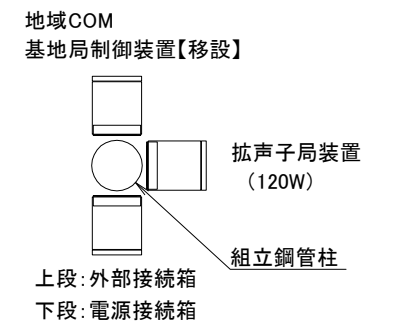 地域COM
基地局制御装置【移設】
拡声子局装置
（120W）
組立鋼管柱
上段：外部接続箱
下段：電源接続箱